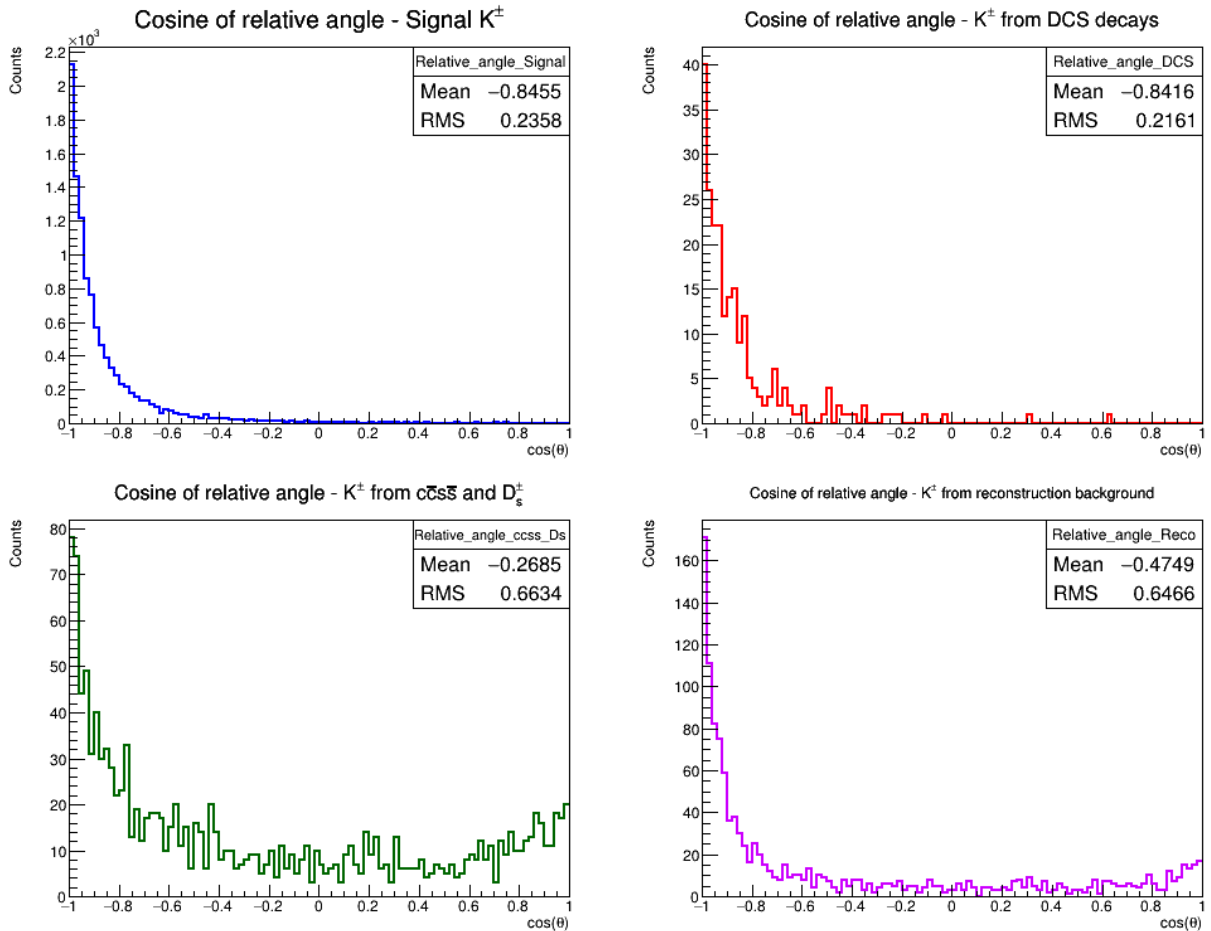 Cosine of relative angle - Signal K±
×10³
Counts
2.2
2
1.8
1.6
1.4
1.2
1
0.8
0.6
0.4
0.2
0
−1 −0.8 −0.6 −0.4 −0.2 0 0.2 0.4 0.6 0.8 1
cos(θ)
Relative_angle_Signal
Mean −0.8455
RMS 0.2358
Cosine of relative angle - K± from DCS decays
Counts
40
35
30
25
20
15
10
5
0
−1 −0.8 −0.6 −0.4 −0.2 0 0.2 0.4 0.6 0.8 1
cos(θ)
Relative_angle_DCS
Mean −0.8416
RMS 0.2161
Cosine of relative angle - K± from cc̅ss̅ and Dₛ±
Counts
80
70
60
50
40
30
20
10
0
−1 −0.8 −0.6 −0.4 −0.2 0 0.2 0.4 0.6 0.8 1
cos(θ)
Relative_angle_ccss_Ds
Mean −0.2685
RMS 0.6634
Cosine of relative angle - K± from reconstruction background
Counts
160
140
120
100
80
60
40
20
0
−1 −0.8 −0.6 −0.4 −0.2 0 0.2 0.4 0.6 0.8 1
cos(θ)
Relative_angle_Reco
Mean −0.4749
RMS 0.6466